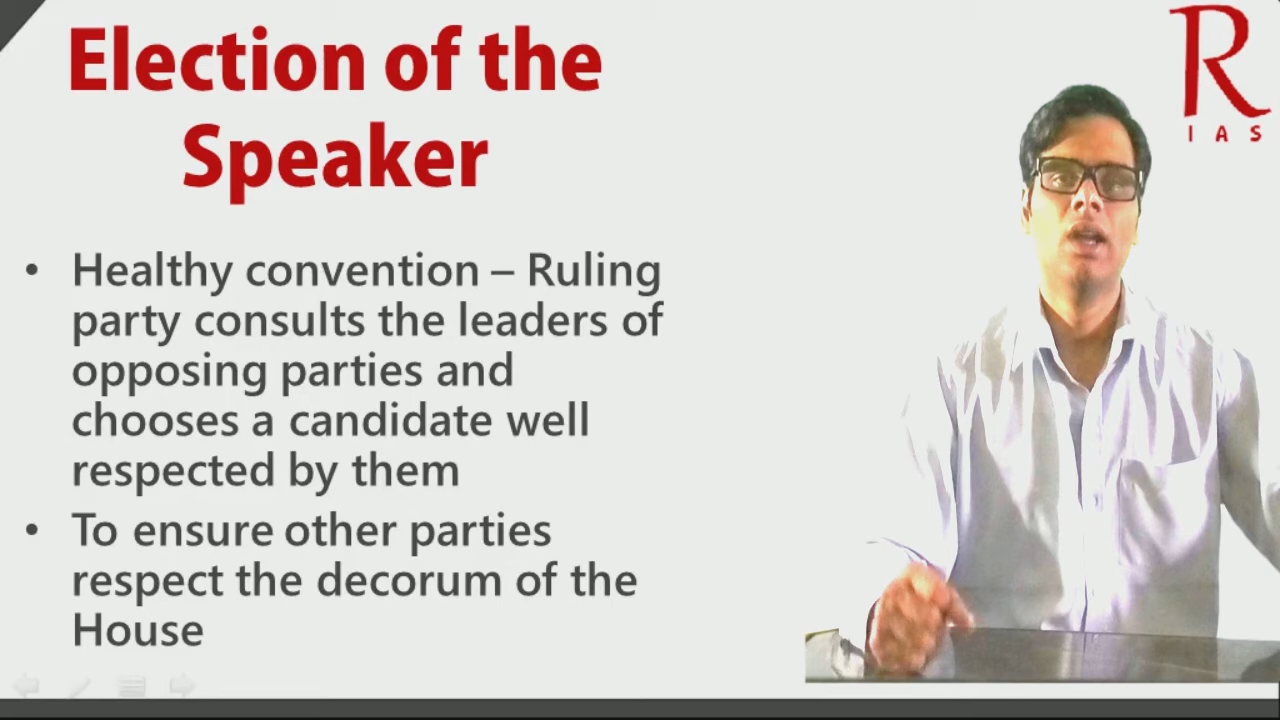 Election of the
Speaker
• Healthy convention – Ruling
party consults the leaders of
opposing parties and
chooses a candidate well
respected by them
• To ensure other parties
respect the decorum of the
House
R
IAS